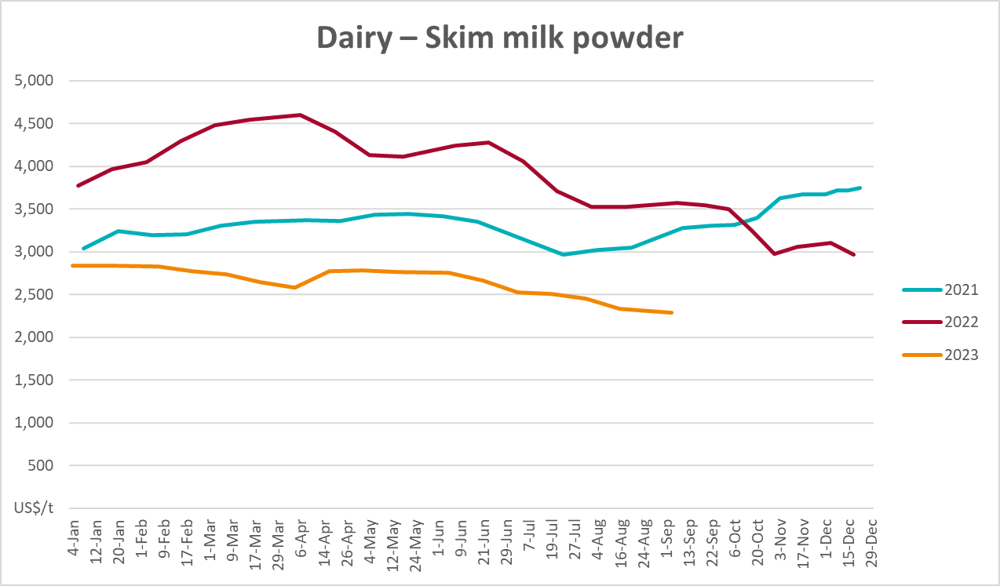 Dairy – Skim milk powder
5,000
4,500
4,000
3,500
3,000
2,500
2,000
1,500
1,000
500
US$/t
4-Jan
12-Jan
20-Jan
1-Feb
9-Feb
17-Feb
1-Mar
9-Mar
17-Mar
29-Mar
6-Apr
14-Apr
26-Apr
4-May
12-May
24-May
1-Jun
9-Jun
21-Jun
29-Jun
7-Jul
19-Jul
27-Jul
4-Aug
16-Aug
24-Aug
1-Sep
13-Sep
22-Sep
6-Oct
20-Oct
3-Nov
17-Nov
1-Dec
15-Dec
29-Dec
2021
2022
2023